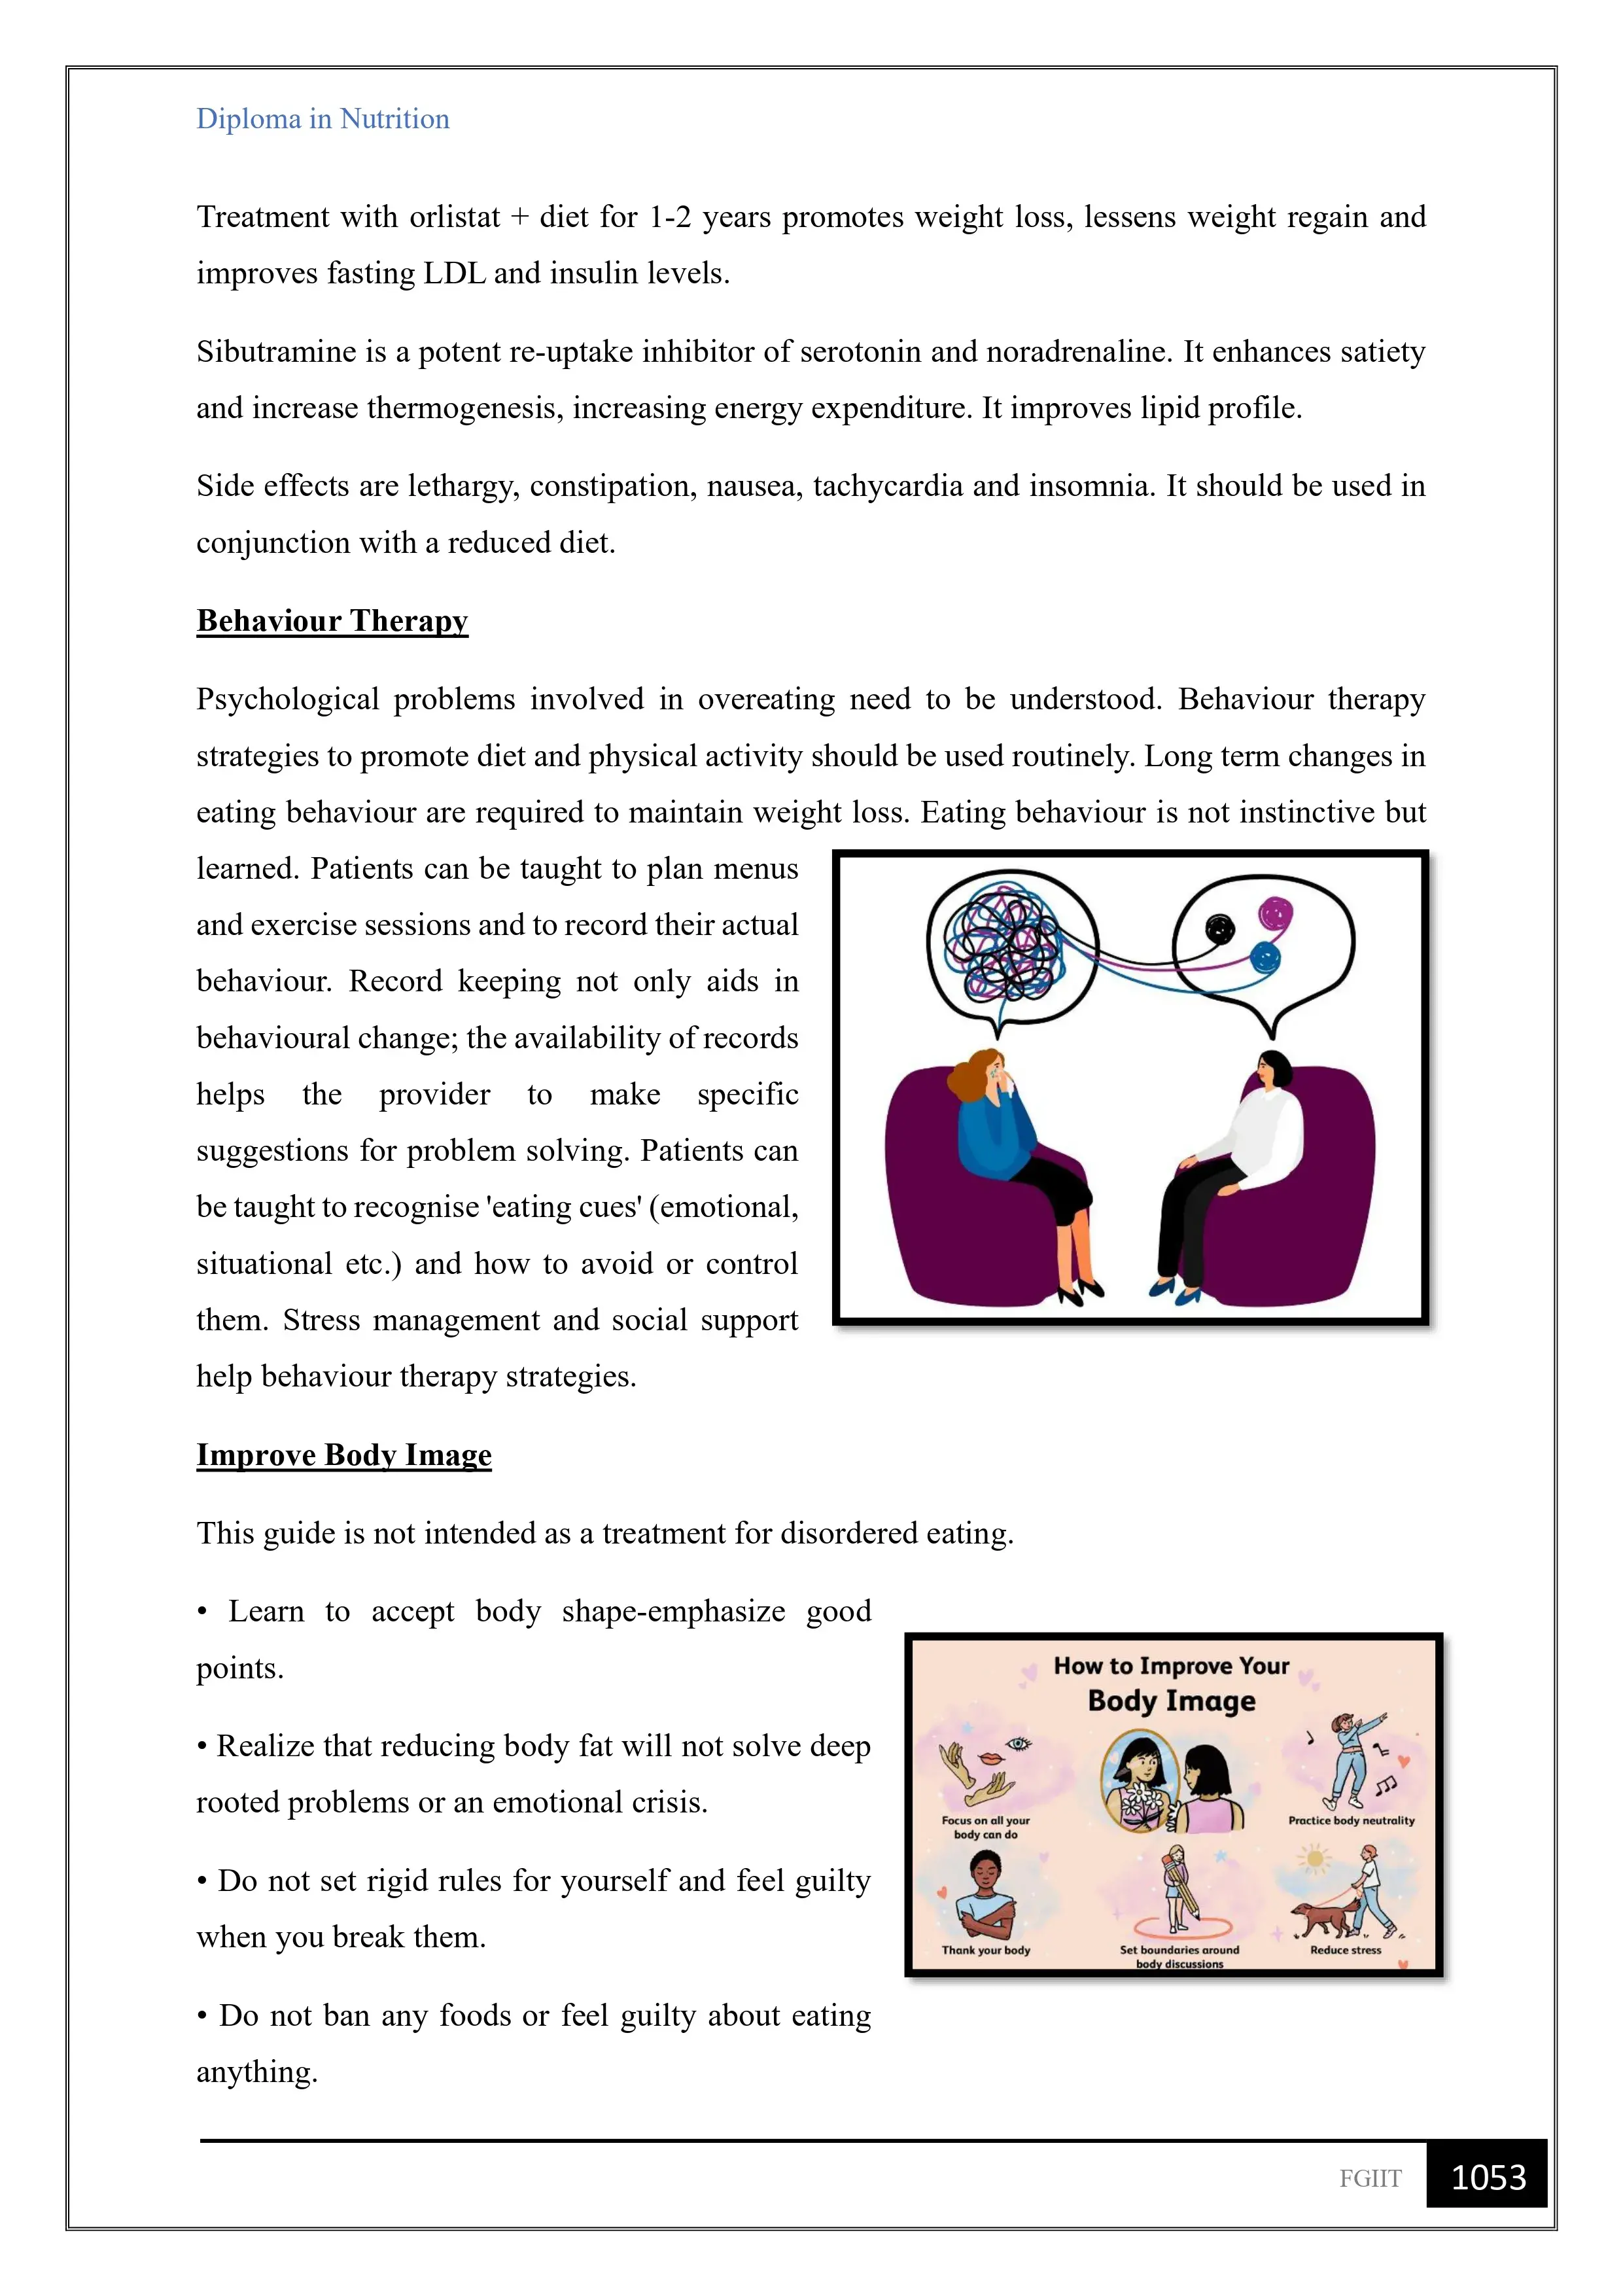 Diploma in Nutrition
Treatment with orlistat + diet for 1-2 years promotes weight loss, lessens weight regain and
improves fasting LDL and insulin levels.
Sibutramine is a potent re-uptake inhibitor of serotonin and noradrenaline. It enhances satiety
and increase thermogenesis, increasing energy expenditure. It improves lipid profile.
Side effects are lethargy, constipation, nausea, tachycardia and insomnia. It should be used in
conjunction with a reduced diet.
Behaviour Therapy
Psychological problems involved in overeating need to be understood. Behaviour therapy
strategies to promote diet and physical activity should be used routinely. Long term changes in
eating behaviour are required to maintain weight loss. Eating behaviour is not instinctive but
learned. Patients can be taught to plan menus
and exercise sessions and to record their actual
behaviour. Record keeping not only aids in
behavioural change; the availability of records
helps the provider to make specific
suggestions for problem solving. Patients can
be taught to recognise 'eating cues' (emotional,
situational etc.) and how to avoid or control
them. Stress management and social support
help behaviour therapy strategies.
Improve Body Image
This guide is not intended as a treatment for disordered eating.
• Learn to accept body shape-emphasize good
points.
• Realize that reducing body fat will not solve deep
rooted problems or an emotional crisis.
• Do not set rigid rules for yourself and feel guilty
when you break them.
• Do not ban any foods or feel guilty about eating
anything.
How to Improve Your
Body Image
Focus on all your
body can do
Practice body neutrality
Thank your body
Set boundaries around
body discussions
Reduce stress
FGIIT
1053